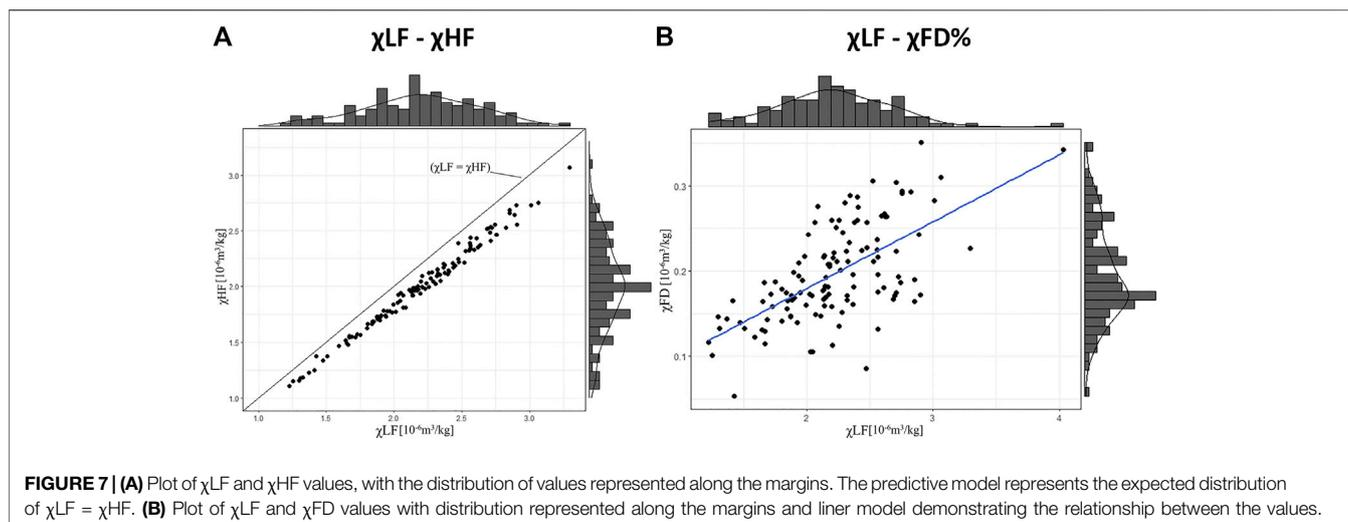 A
χLF - χHF
B
χLF - χFD%
(χLF = χHF)
χHF [10⁻⁶m³/kg]
3.0
2.5
2.0
1.5
1.0
1.0 1.5 2.0 2.5 3.0
χLF[10⁻⁶m³/kg]
χFD [10⁻⁶m³/kg]
0.3
0.2
0.1
2 3 4
χLF[10⁻⁶m³/kg]
FIGURE 7 | (A) Plot of χLF and χHF values, with the distribution of values represented along the margins. The predictive model represents the expected distribution
of χLF = χHF. (B) Plot of χLF and χFD values with distribution represented along the margins and liner model demonstrating the relationship between the values.